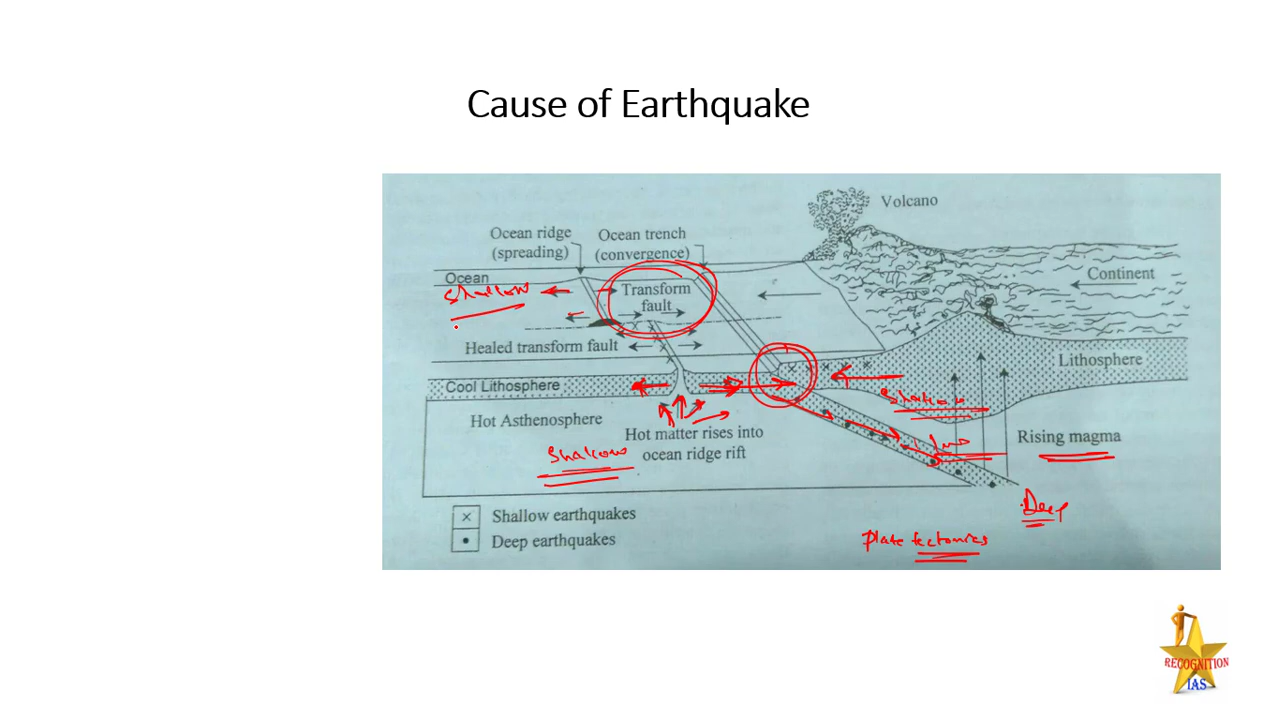 Cause of Earthquake
Volcano
Ocean ridge
(spreading)
Ocean trench
(convergence)
Ocean
Continent
Shallow
Transform
fault
Healed transform fault
Lithosphere
Cool Lithosphere
Shallow
Hot Asthenosphere
Hot matter rises into
ocean ridge rift
Rising magma
Shallow
Deep
x Shallow earthquakes
• Deep earthquakes
Plate tectonics
RECOGNITION
IAS